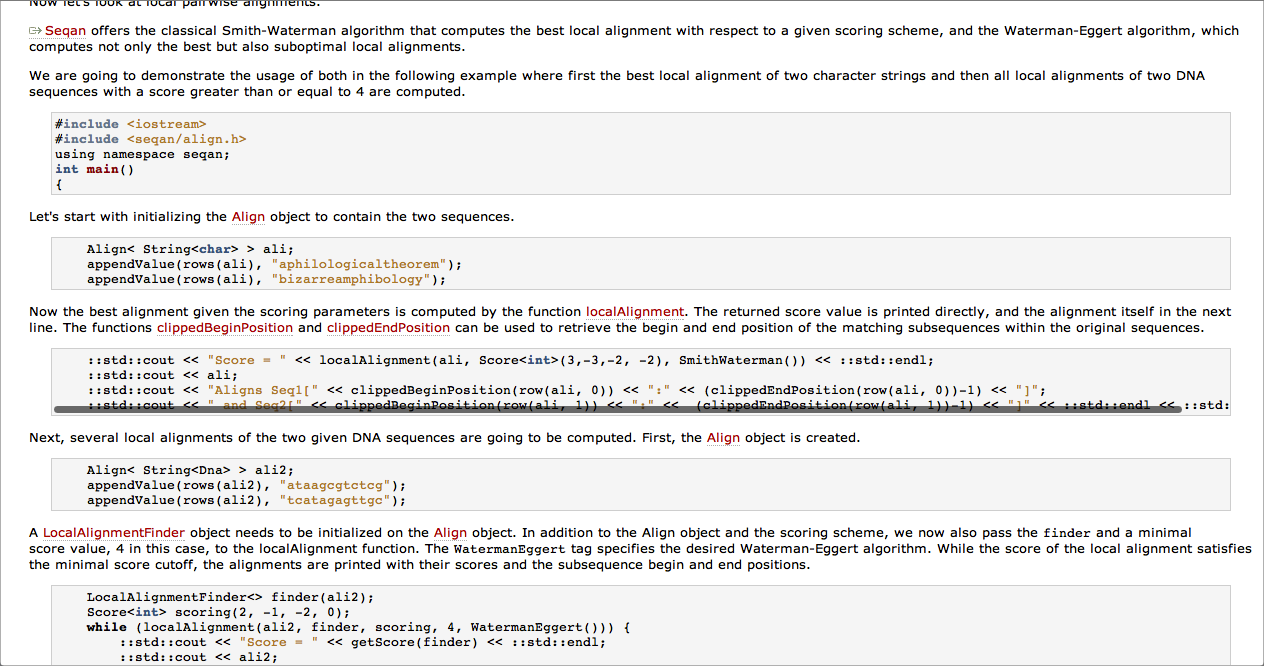 Now let's look at local pairwise alignments.
Seqan offers the classical Smith-Waterman algorithm that computes the best local alignment with respect to a given scoring scheme, and the Waterman-Eggert algorithm, which
computes not only the best but also suboptimal local alignments.
We are going to demonstrate the usage of both in the following example where first the best local alignment of two character strings and then all local alignments of two DNA
sequences with a score greater than or equal to 4 are computed.
#include <iostream>
#include <seqan/align.h>
using namespace seqan;
int main()
{
Let's start with initializing the Align object to contain the two sequences.
    Align< String<char> > ali;
    appendValue(rows(ali), "aphilologicaltheorem");
    appendValue(rows(ali), "bizarreamphibology");
Now the best alignment given the scoring parameters is computed by the function localAlignment. The returned score value is printed directly, and the alignment itself in the next
line. The functions clippedBeginPosition and clippedEndPosition can be used to retrieve the begin and end position of the matching subsequences within the original sequences.
    ::std::cout << "Score = " << localAlignment(ali, Score<int>(3,-3,-2, -2), SmithWaterman()) << ::std::endl;
    ::std::cout << ali;
    ::std::cout << "Aligns Seq1[" << clippedBeginPosition(row(ali, 0)) << ":" << (clippedEndPosition(row(ali, 0))-1) << "]";
    ::std::cout << " and Seq2[" << clippedBeginPosition(row(ali, 1)) << ":" <<  (clippedEndPosition(row(ali, 1))-1) << "]" << ::std::endl << ::std:
Next, several local alignments of the two given DNA sequences are going to be computed. First, the Align object is created.
    Align< String<Dna> > ali2;
    appendValue(rows(ali2), "ataagcgtctcg");
    appendValue(rows(ali2), "tcatagagttgc");
A LocalAlignmentFinder object needs to be initialized on the Align object. In addition to the Align object and the scoring scheme, we now also pass the finder and a minimal
score value, 4 in this case, to the localAlignment function. The WatermanEggert tag specifies the desired Waterman-Eggert algorithm. While the score of the local alignment satisfies
the minimal score cutoff, the alignments are printed with their scores and the subsequence begin and end positions.
    LocalAlignmentFinder<> finder(ali2);
    Score<int> scoring(2, -1, -2, 0);
    while (localAlignment(ali2, finder, scoring, 4, WatermanEggert())) {
        ::std::cout << "Score = " << getScore(finder) << ::std::endl;
        ::std::cout << ali2;